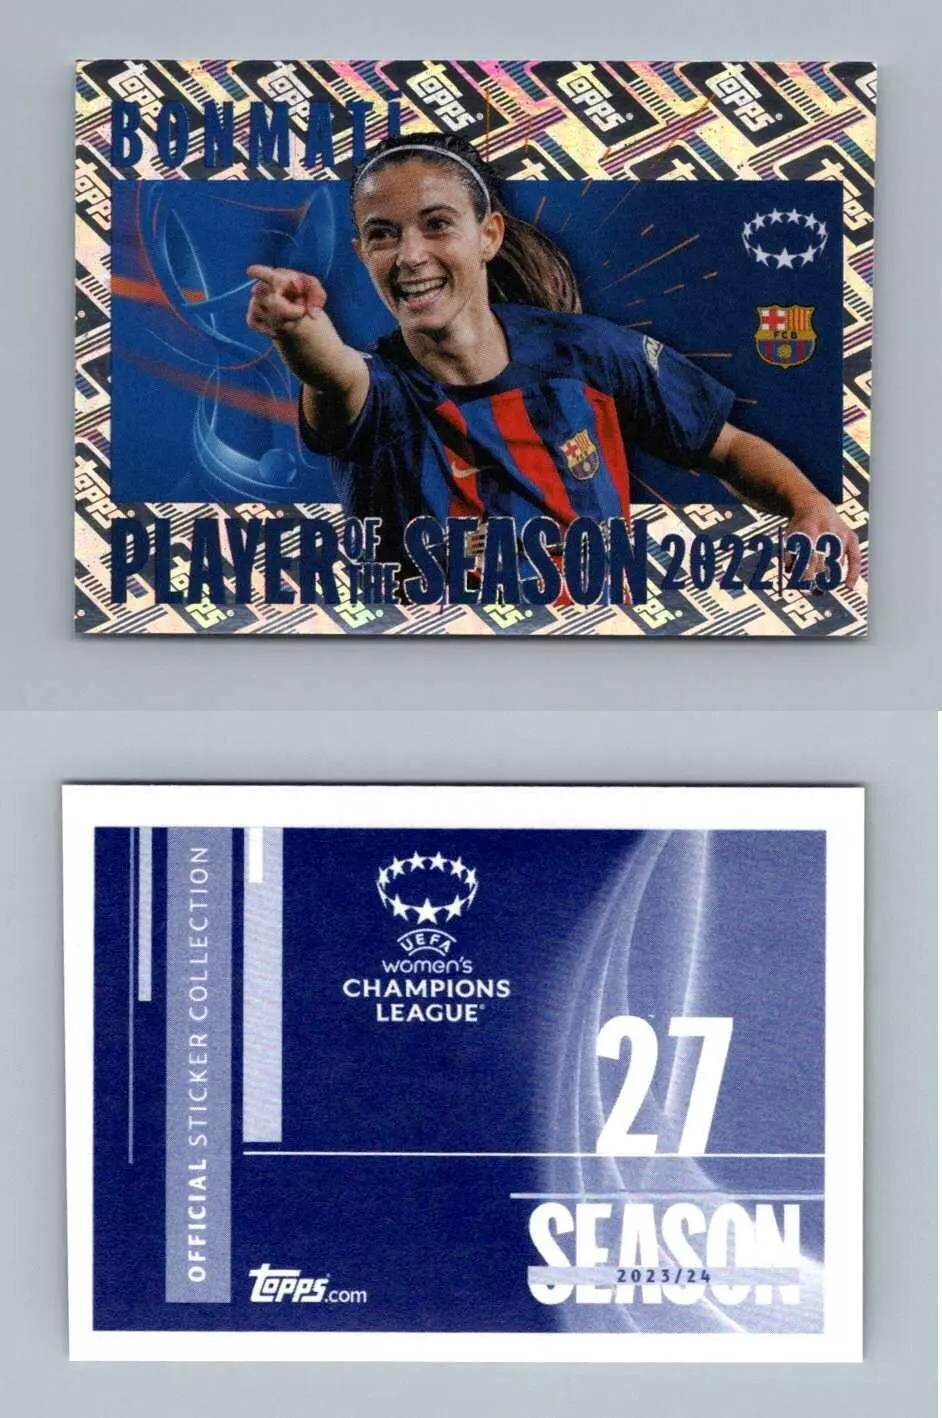 BONMATÍ
FCB
PLAYER OF THE SEASON 2022|23
OFFICIAL STICKER COLLECTION
UEFA
women's
CHAMPIONS
LEAGUE
27
SEASON
2023/24
topps.com